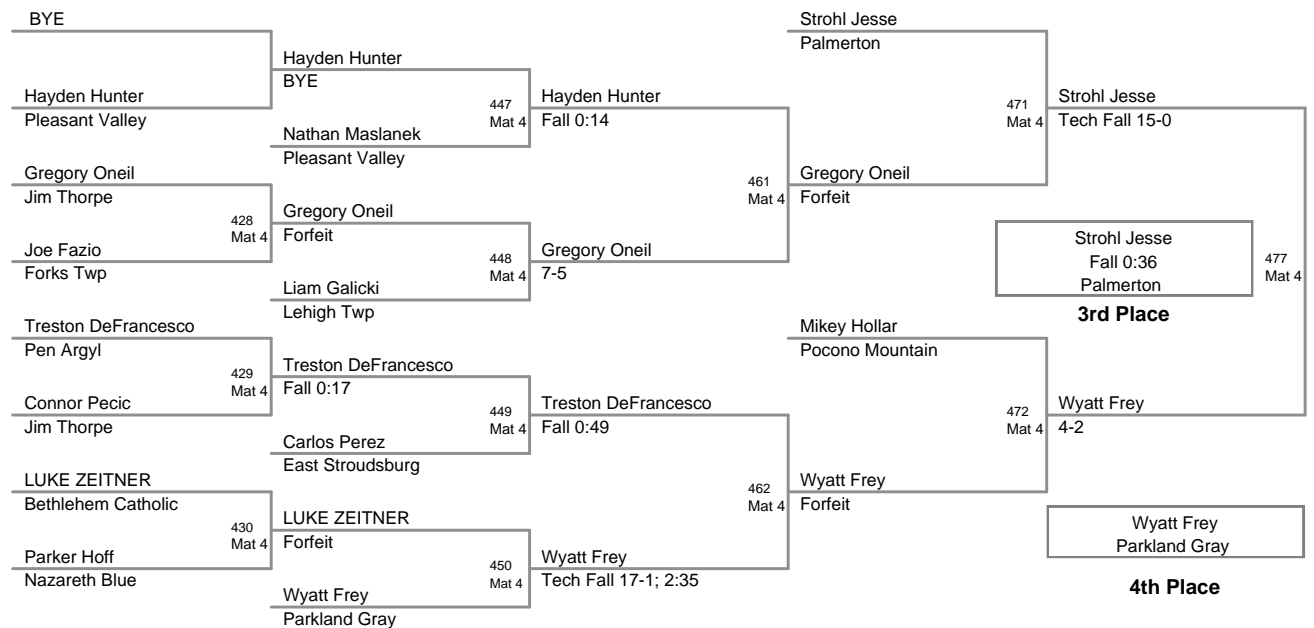 BYE
Hayden Hunter
Pleasant Valley
Gregory Oneil
Jim Thorpe
428
Mat 4
Joe Fazio
Forks Twp
Treston DeFrancesco
Pen Argyl
429
Mat 4
Connor Pecic
Jim Thorpe
LUKE ZEITNER
Bethlehem Catholic
430
Mat 4
Parker Hoff
Nazareth Blue
Hayden Hunter
BYE
447
Mat 4
Nathan Maslanek
Pleasant Valley
Gregory Oneil
Forfeit
448
Mat 4
Liam Galicki
Lehigh Twp
Treston DeFrancesco
Fall 0:17
449
Mat 4
Carlos Perez
East Stroudsburg
LUKE ZEITNER
Forfeit
450
Mat 4
Wyatt Frey
Parkland Gray
Hayden Hunter
Fall 0:14
461
Mat 4
Gregory Oneil
7-5
Treston DeFrancesco
Fall 0:49
462
Mat 4
Wyatt Frey
Tech Fall 17-1; 2:35
Strohl Jesse
Palmerton
471
Mat 4
Gregory Oneil
Forfeit
Mikey Hollar
Pocono Mountain
472
Mat 4
Wyatt Frey
Forfeit
Strohl Jesse
Tech Fall 15-0
477
Mat 4
Wyatt Frey
4-2
Strohl Jesse
Fall 0:36
Palmerton
3rd Place
Wyatt Frey
Parkland Gray
4th Place